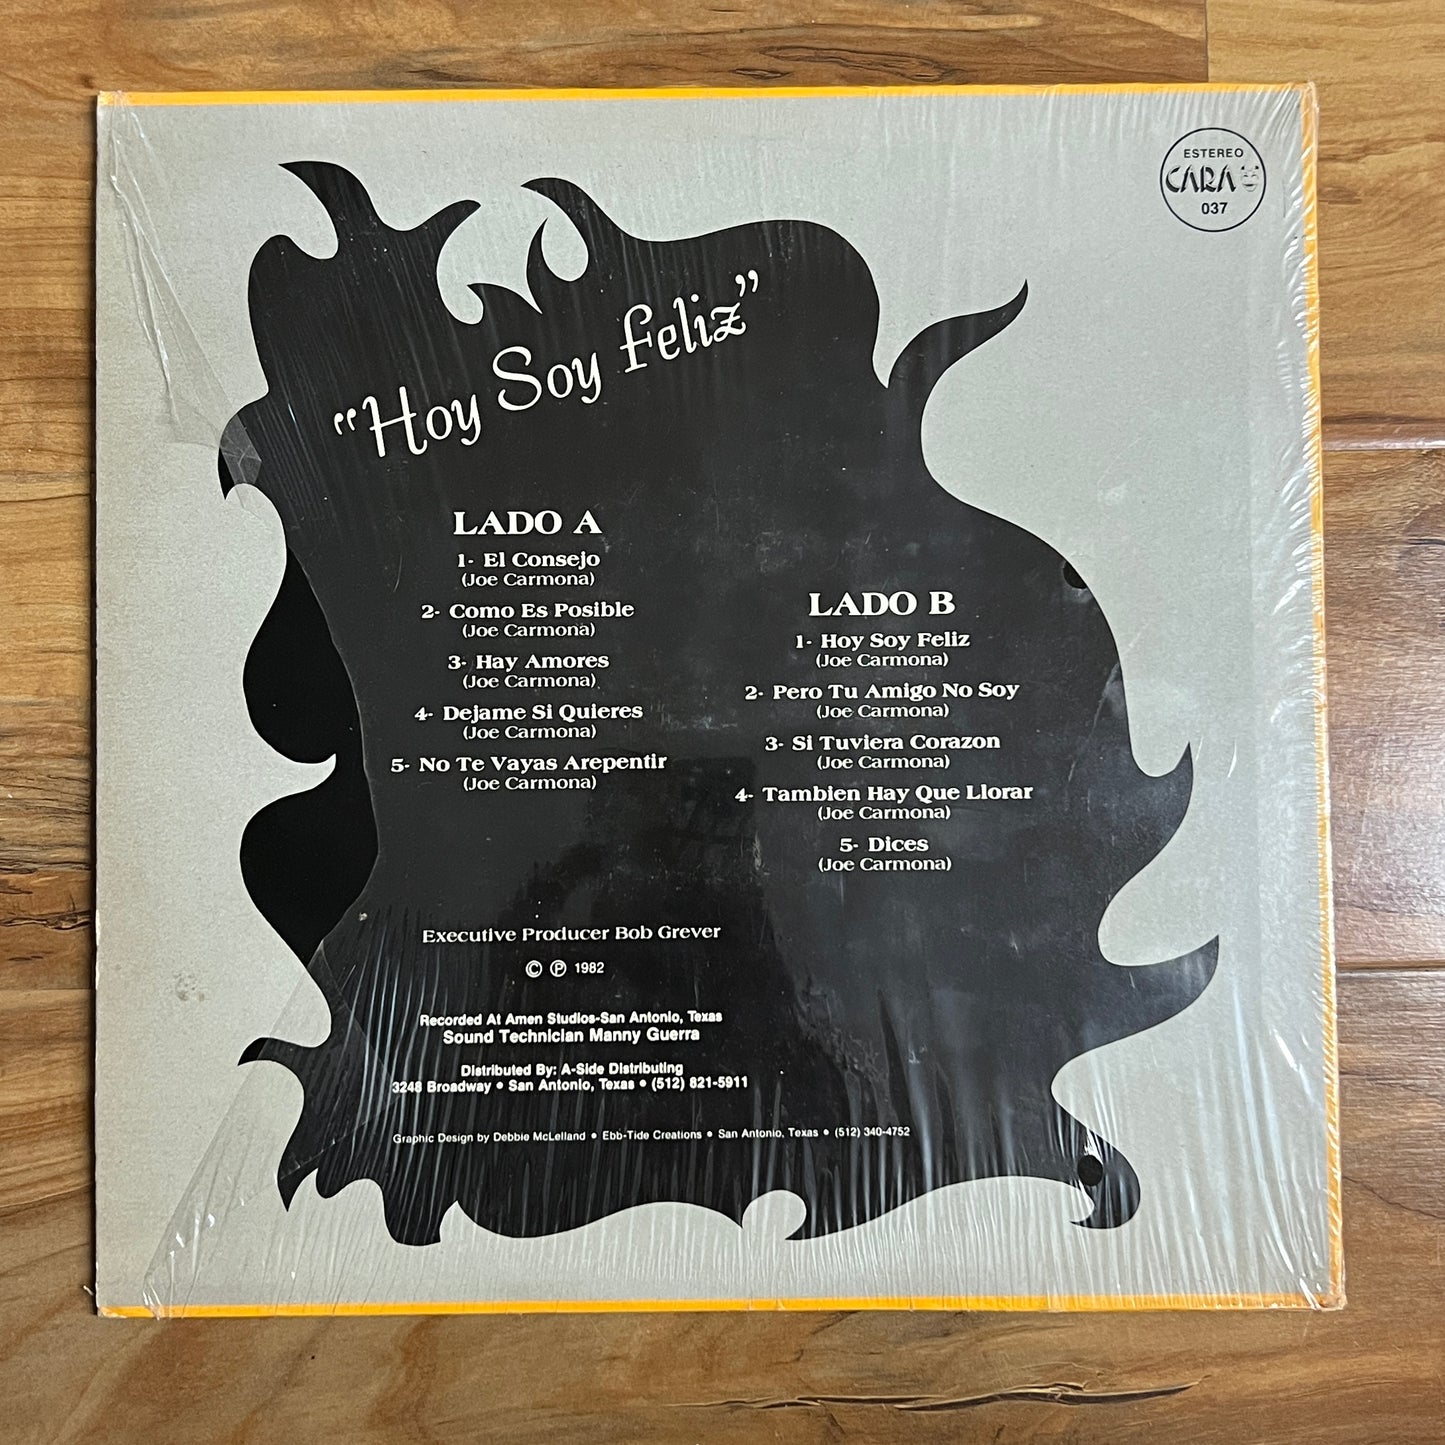 ESTEREO
CARA
037
"Hoy Soy Feliz"
LADO A
1- El Consejo
(Joe Carmona)
2- Como Es Posible
(Joe Carmona)
3- Hay Amores
(Joe Carmona)
4- Dejame Si Quieres
(Joe Carmona)
5- No Te Vayas Arepentir
(Joe Carmona)
LADO B
1- Hoy Soy Feliz
(Joe Carmona)
2- Pero Tu Amigo No Soy
(Joe Carmona)
3- Si Tuviera Corazon
(Joe Carmona)
4- Tambien Hay Que Llorar
(Joe Carmona)
5- Dices
(Joe Carmona)
Executive Producer Bob Grever
© ℗ 1982
Recorded At Amen Studios-San Antonio, Texas
Sound Technician Manny Guerra
Distributed By: A-Side Distributing
3248 Broadway • San Antonio, Texas • (512) 821-5911
Graphic Design by Debbie McLelland • Ebb-Tide Creations • San Antonio, Texas • (512) 340-4752